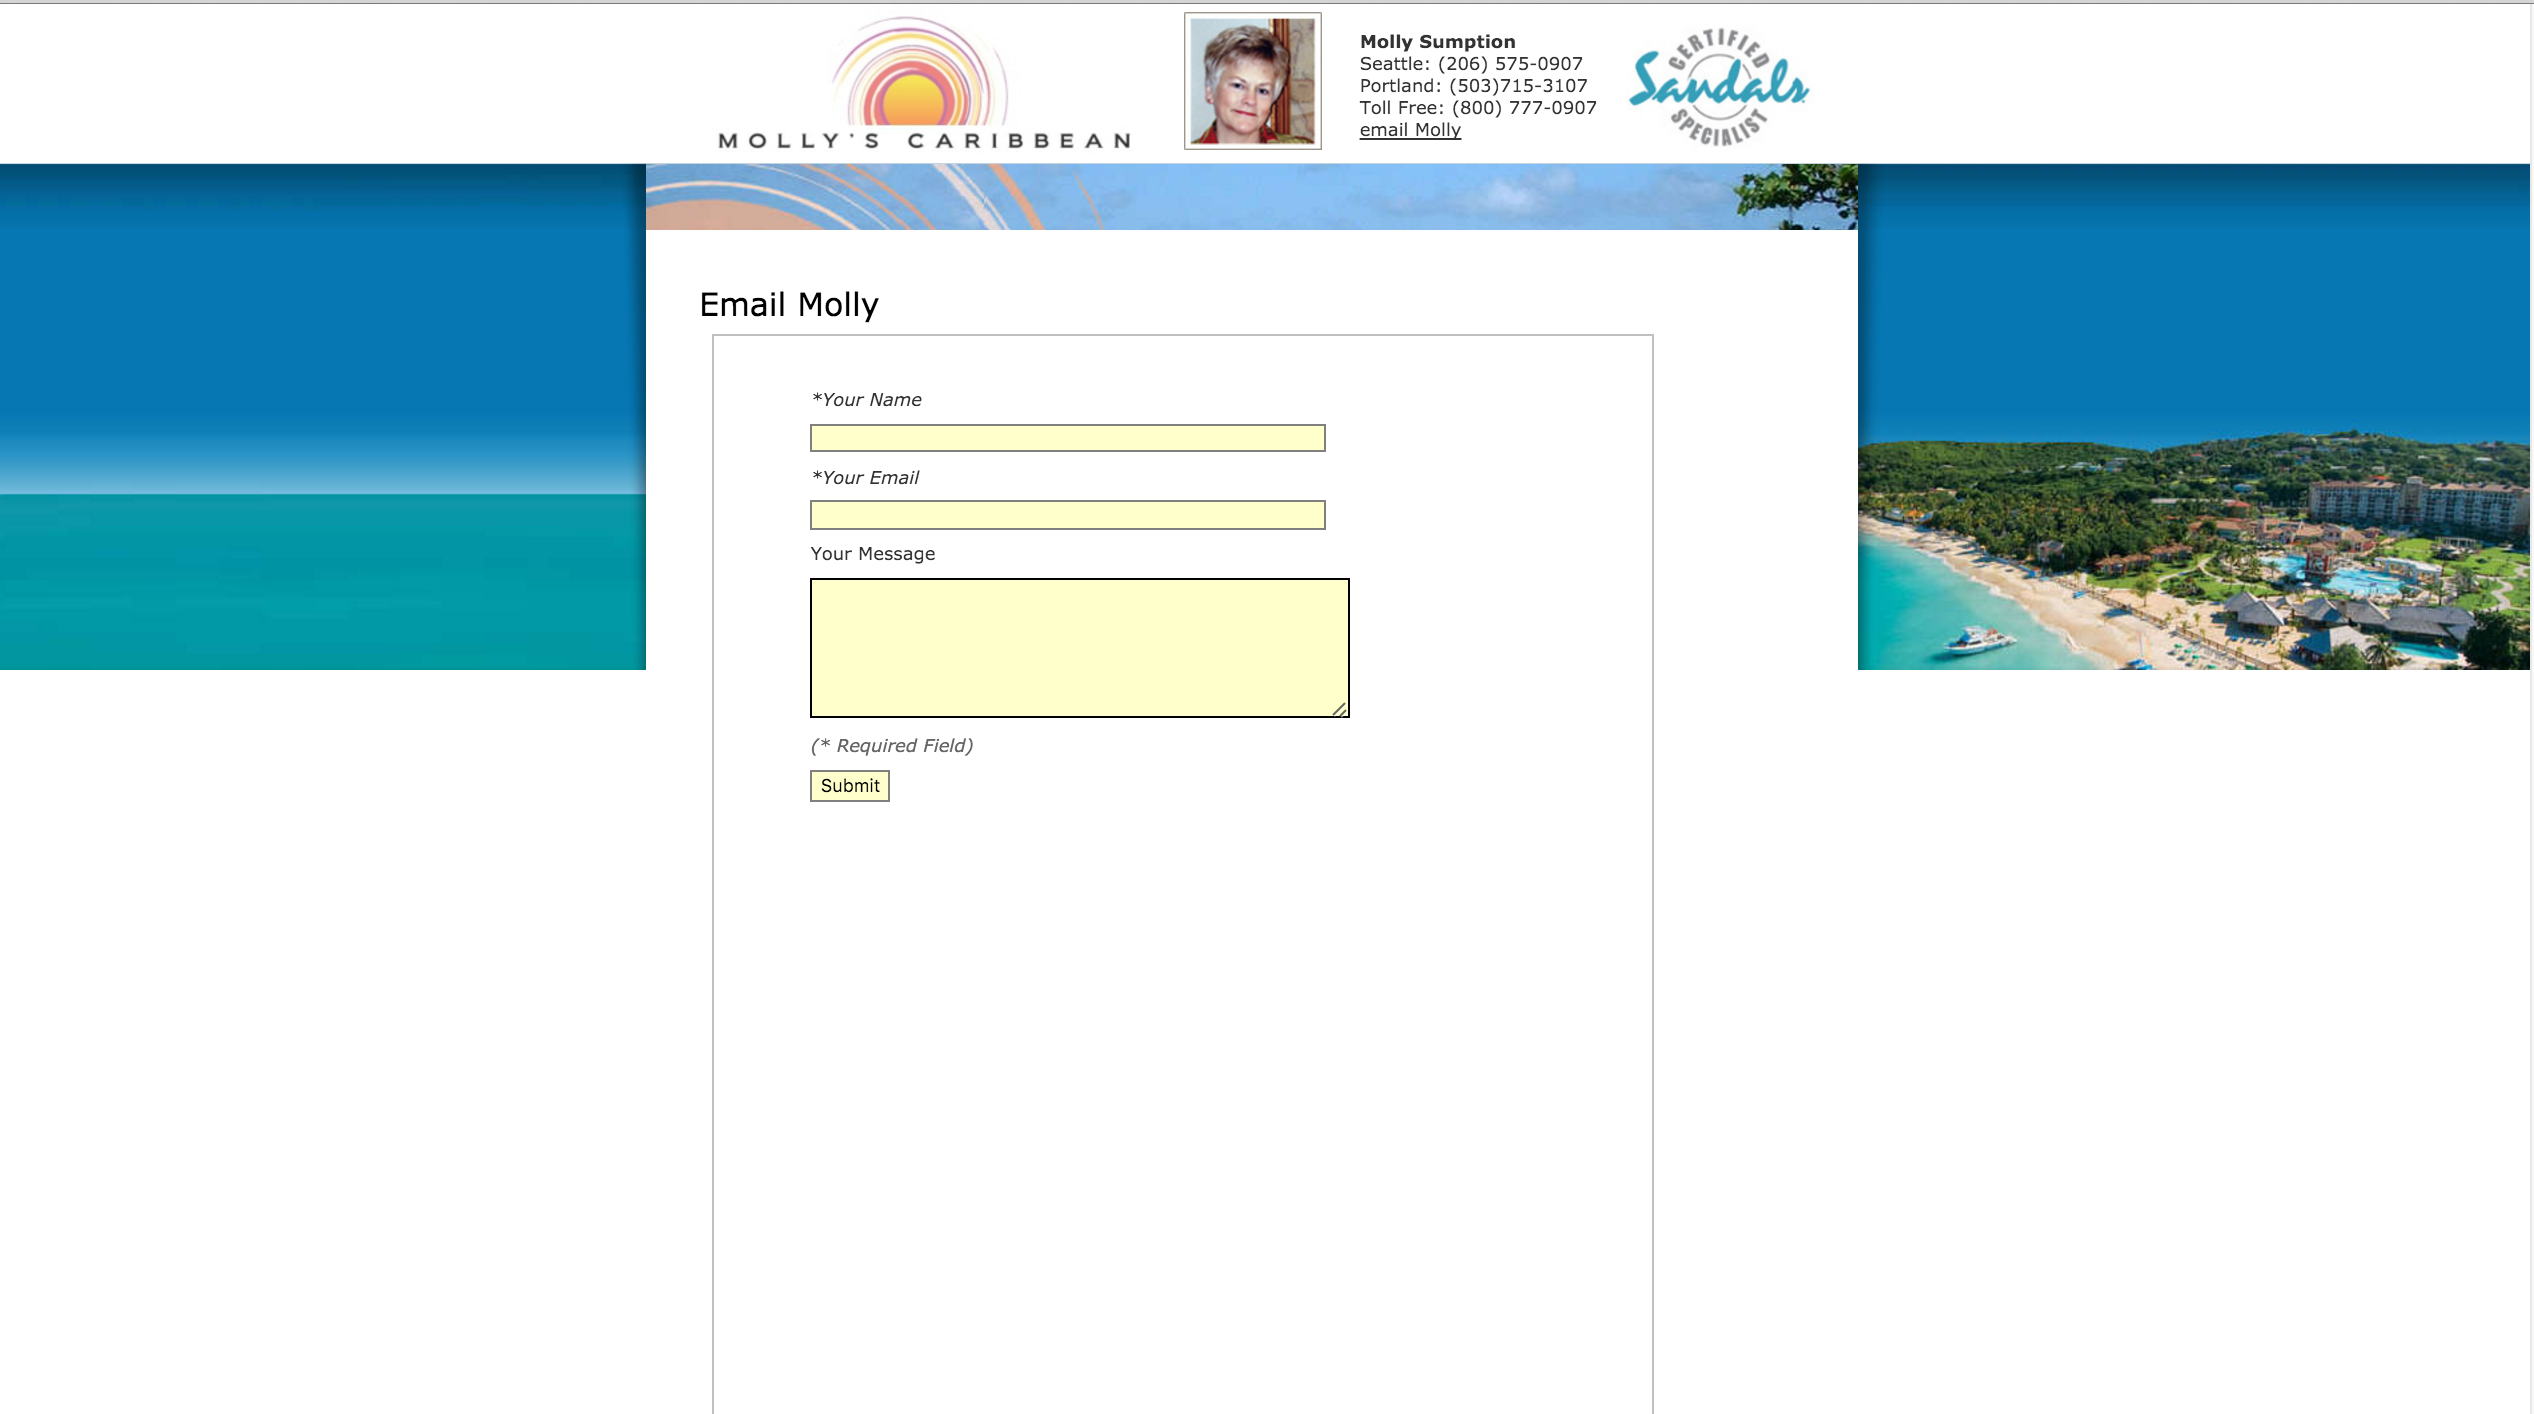 MOLLY'S CARIBBEAN
Molly Sumption
Seattle: (206) 575-0907
Portland: (503)715-3107
Toll Free: (800) 777-0907
email Molly
CERTIFIED
Sandals
SPECIALIST
Email Molly
*Your Name
*Your Email
Your Message
(* Required Field)
Submit